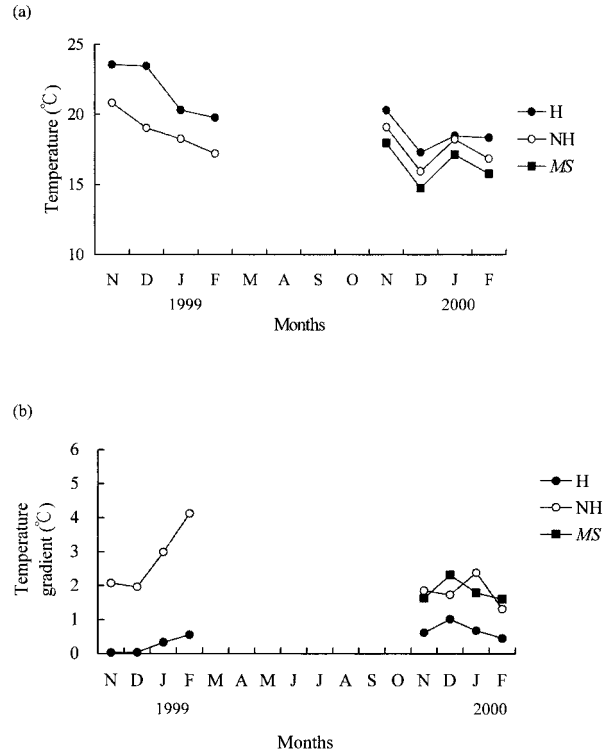 (a)
Temperature (℃)
25
20
15
10
H
NH
MS
N D J F M A S O N D J F
1999 2000
Months
(b)
Temperature
gradient (℃)
6
5
4
3
2
1
0
H
NH
MS
N D J F M A M J J A S O N D J F
1999 2000
Months